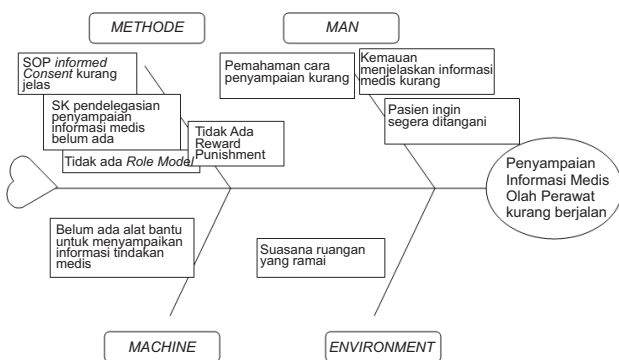 METHODE
MAN
SOP informed
Consent kurang
jelas
SK pendelegasian
penyampaian
informasi medis
belum ada
Tidak ada Role Model
Tidak Ada
Reward
Punishment
Pemahaman cara
penyampaian kurang
Kemauan
menjelaskan informasi
medis kurang
Pasien ingin
segera ditangani
Penyampaian
Informasi Medis
Olah Perawat
kurang berjalan
Belum ada alat bantu
untuk menyampaikan
informasi tindakan
medis
Suasana ruangan
yang ramai
MACHINE
ENVIRONMENT